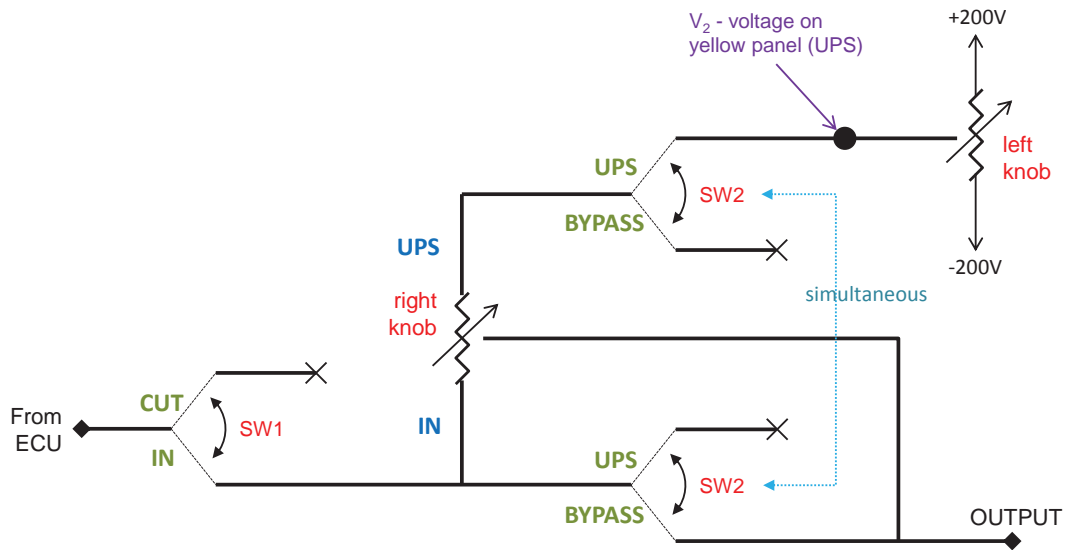 V2 - voltage on
yellow panel (UPS)
+200V
left
knob
-200V
UPS
SW2
BYPASS
UPS
simultaneous
right
knob
From
ECU
CUT
SW1
IN
IN
UPS
SW2
BYPASS
OUTPUT